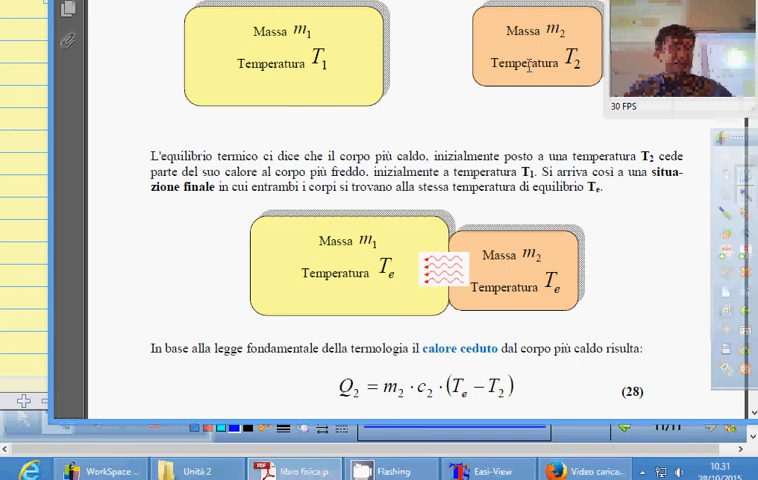 Massa m₁
Massa m₂
Temperatura T₁
Temperatura T₂
30 FPS
L'equilibrio termico ci dice che il corpo più caldo, inizialmente posto a una temperatura T₂ cede
parte del suo calore al corpo più freddo, inizialmente a temperatura T₁. Si arriva così a una situa-
zione finale in cui entrambi i corpi si trovano alla stessa temperatura di equilibrio Tₑ.
Massa m₁
Massa m₂
Temperatura Tₑ
Temperatura Tₑ
In base alla legge fondamentale della termologia il calore ceduto dal corpo più caldo risulta:
Q₂ = m₂ · c₂ · (Tₑ − T₂)
(28)
11/11
WorkSpace ...
Unità 2
libro fisica.p...
Flashing
Easi-View
Video carica...
10.31
28/10/2015